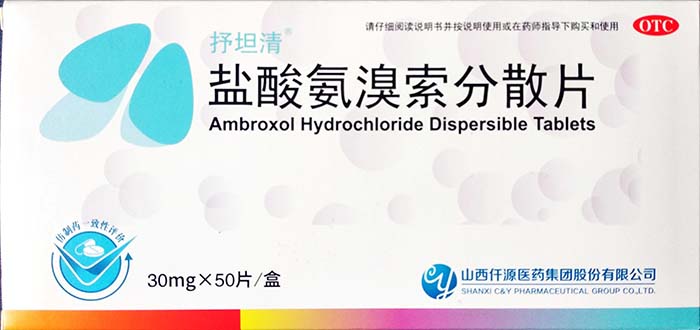 请仔细阅读说明书并按说明使用或在药师指导下购买和使用
OTC
抒坦清®
盐酸氨溴索分散片
Ambroxol Hydrochloride Dispersible Tablets
仿制药一致性评价
30mg×50片/盒
山西仟源医药集团股份有限公司
SHANXI C&Y PHARMACEUTICAL GROUP CO.,LTD.